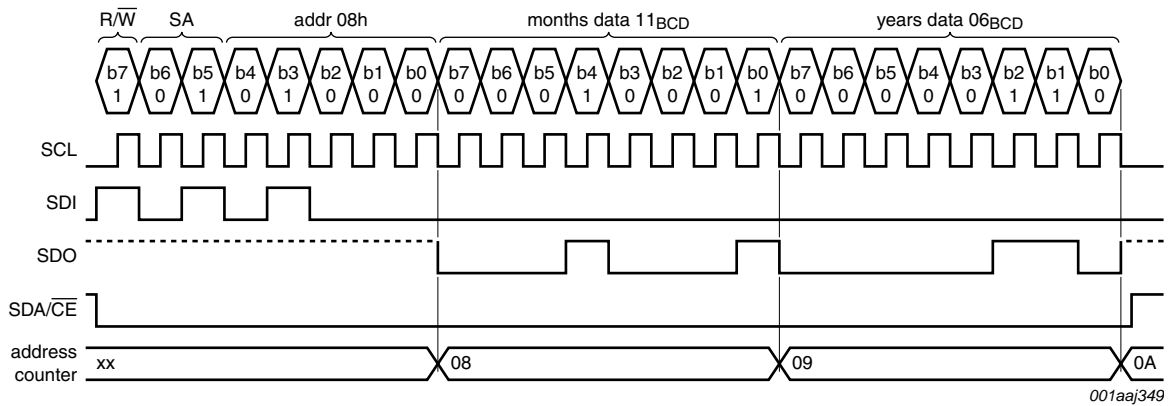 R/W SA addr 08h months data 11BCD years data 06BCD
b7 b6 b5 b4 b3 b2 b1 b0 b7 b6 b5 b4 b3 b2 b1 b0 b7 b6 b5 b4 b3 b2 b1 b0
1 0 1 0 1 0 0 0 0 0 0 1 0 0 0 1 0 0 0 0 0 1 1 0
SCL
SDI
SDO
SDA/CE
address
counter
xx 08 09 0A
001aaj349